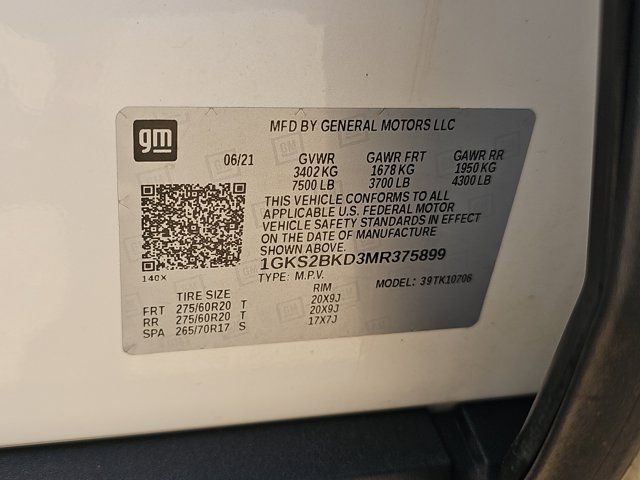 gm
MFD BY GENERAL MOTORS LLC
06/21 GVWR GAWR FRT GAWR RR
3402 KG 1678 KG 1950 KG
7500 LB 3700 LB 4300 LB
THIS VEHICLE CONFORMS TO ALL
APPLICABLE U.S. FEDERAL MOTOR
VEHICLE SAFETY STANDARDS IN EFFECT
ON THE DATE OF MANUFACTURE
SHOWN ABOVE.
1GKS2BKD3MR375899
140X
TYPE: M.P.V. MODEL: 39TK10706
TIRE SIZE RIM
FRT 275/60R20 T 20X9J
RR 275/60R20 T 20X9J
SPA 265/70R17 S 17X7J